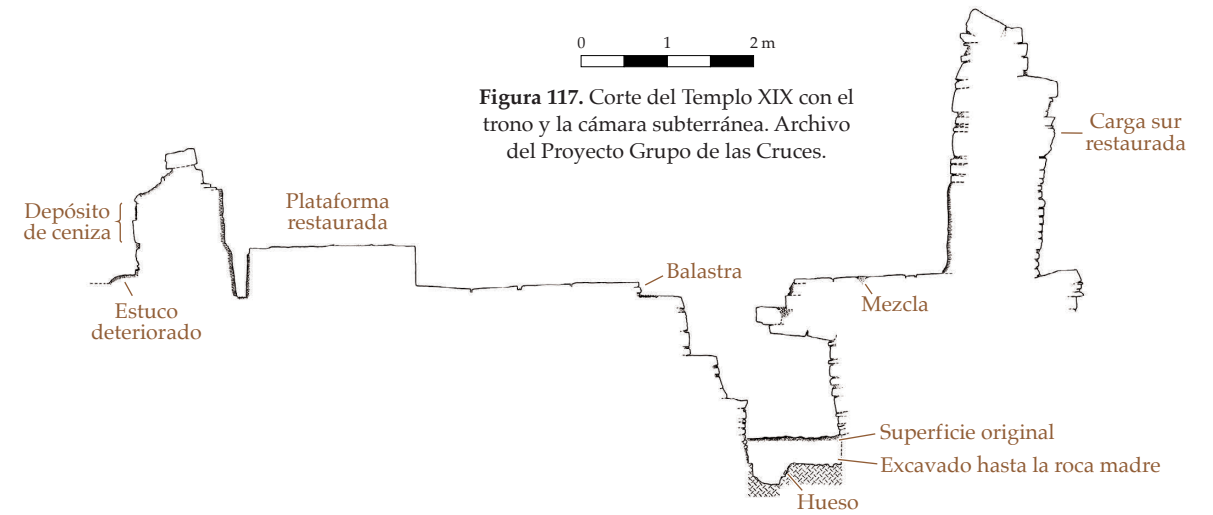 0 1 2 m
Figura 117. Corte del Templo XIX con el
trono y la cámara subterránea. Archivo
del Proyecto Grupo de las Cruces.
Carga sur
restaurada
Depósito
de ceniza
Plataforma
restaurada
Balastra
Mezcla
Estuco
deteriorado
Superficie original
Excavado hasta la roca madre
Hueso